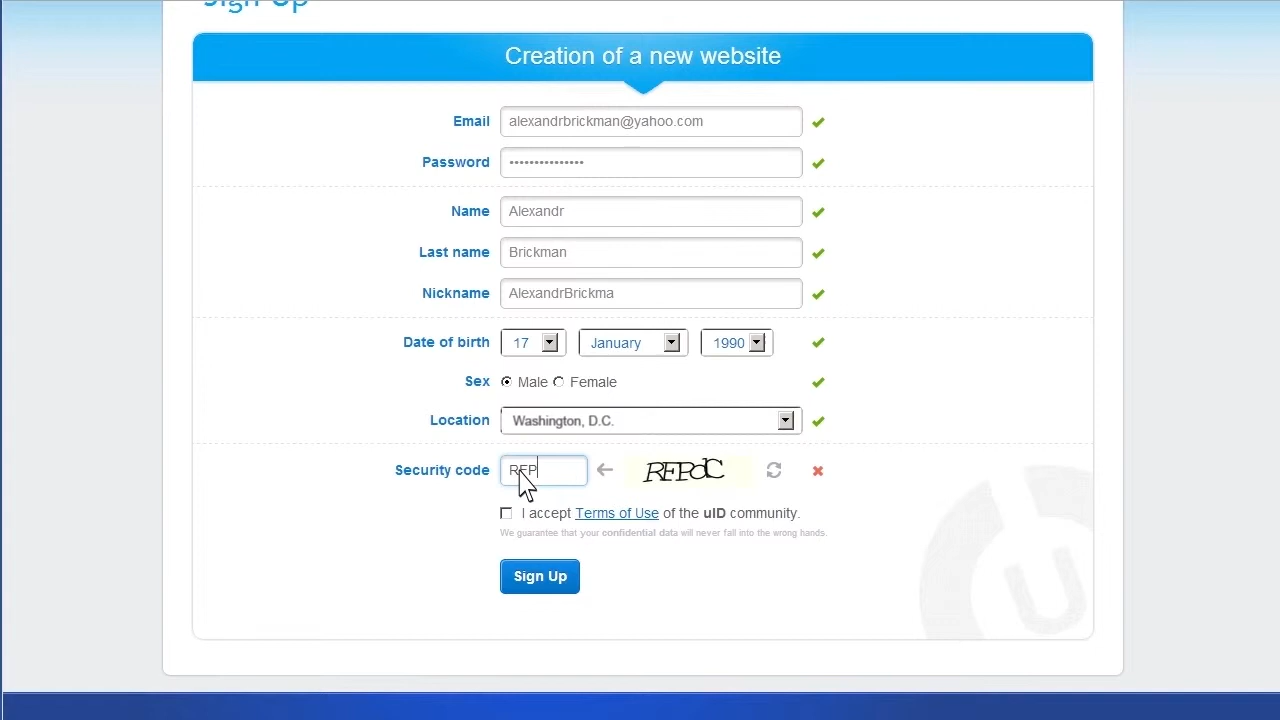 Sign Up
Creation of a new website
Email alexandrbrickman@yahoo.com
Password •••••••••••••••
Name Alexandr
Last name Brickman
Nickname AlexandrBrickma
Date of birth 17 January 1990
Sex Male Female
Location Washington, D.C.
Security code RFP RFPdC
I accept Terms of Use of the uID community.
We guarantee that your confidential data will never fall into the wrong hands.
Sign Up
U